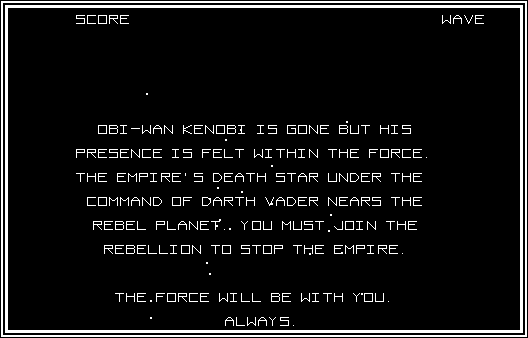 SCORE WAVE
OBI-WAN KENOBI IS GONE BUT HIS
PRESENCE IS FELT WITHIN THE FORCE.
THE EMPIRE'S DEATH STAR UNDER THE
COMMAND OF DARTH VADER NEARS THE
REBEL PLANET. YOU MUST JOIN THE
REBELLION TO STOP THE EMPIRE.
THE FORCE WILL BE WITH YOU.
ALWAYS.